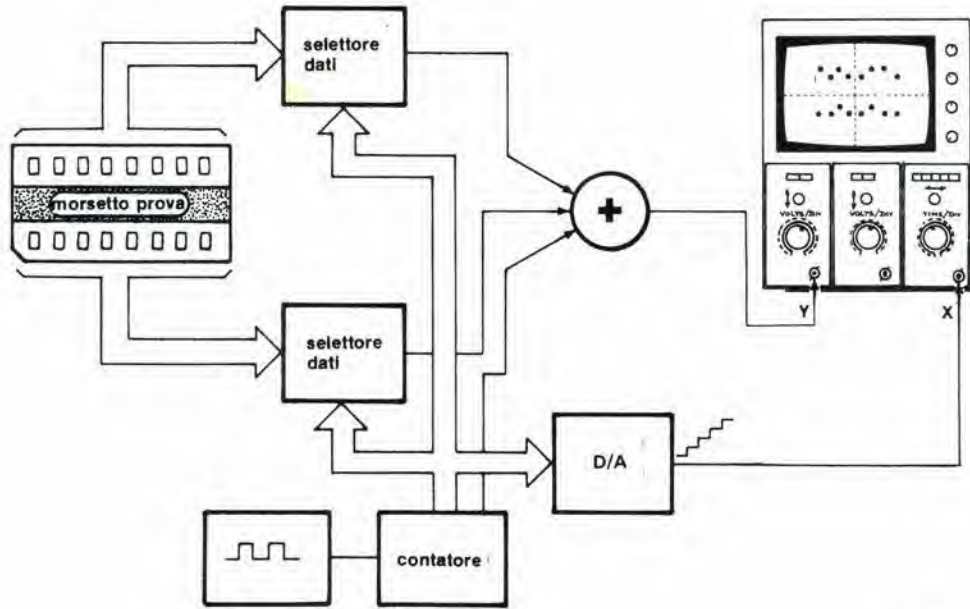 selettore
dati
morsetto prova
+
VOLTS/DIV
VOLTS/DIV
TIME/DIV
Y
X
selettore
dati
D/A
contatore